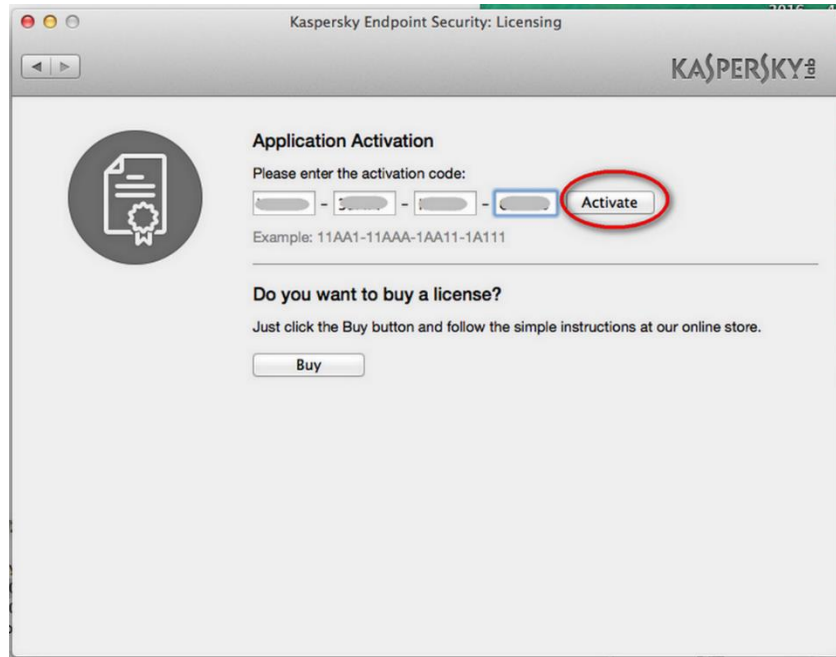 Kaspersky Endpoint Security: Licensing
KASPERSKY lab
Application Activation
Please enter the activation code:
- - - Activate
Example: 11AA1-11AAA-1AA11-1A111
Do you want to buy a license?
Just click the Buy button and follow the simple instructions at our online store.
Buy